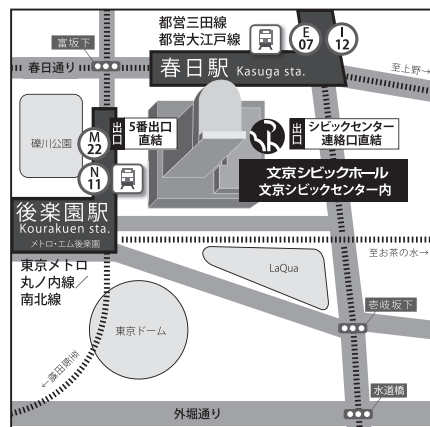 都営三田線
都営大江戸線
E
07
I
12
富坂下
春日通り
春日駅 Kasuga sta.
至上野→
礫川公園
M
22
出口
5番出口
直結
出口
シビックセンター
連絡口直結
N
11
文京シビックホール
文京シビックセンター内
後楽園駅
Kourakuen sta.
メトロ・エム後楽園
至お茶の水→
東京メトロ
丸ノ内線／
南北線
LaQua
壱岐坂下
東京ドーム
←至飯田橋
水道橋
外堀通り